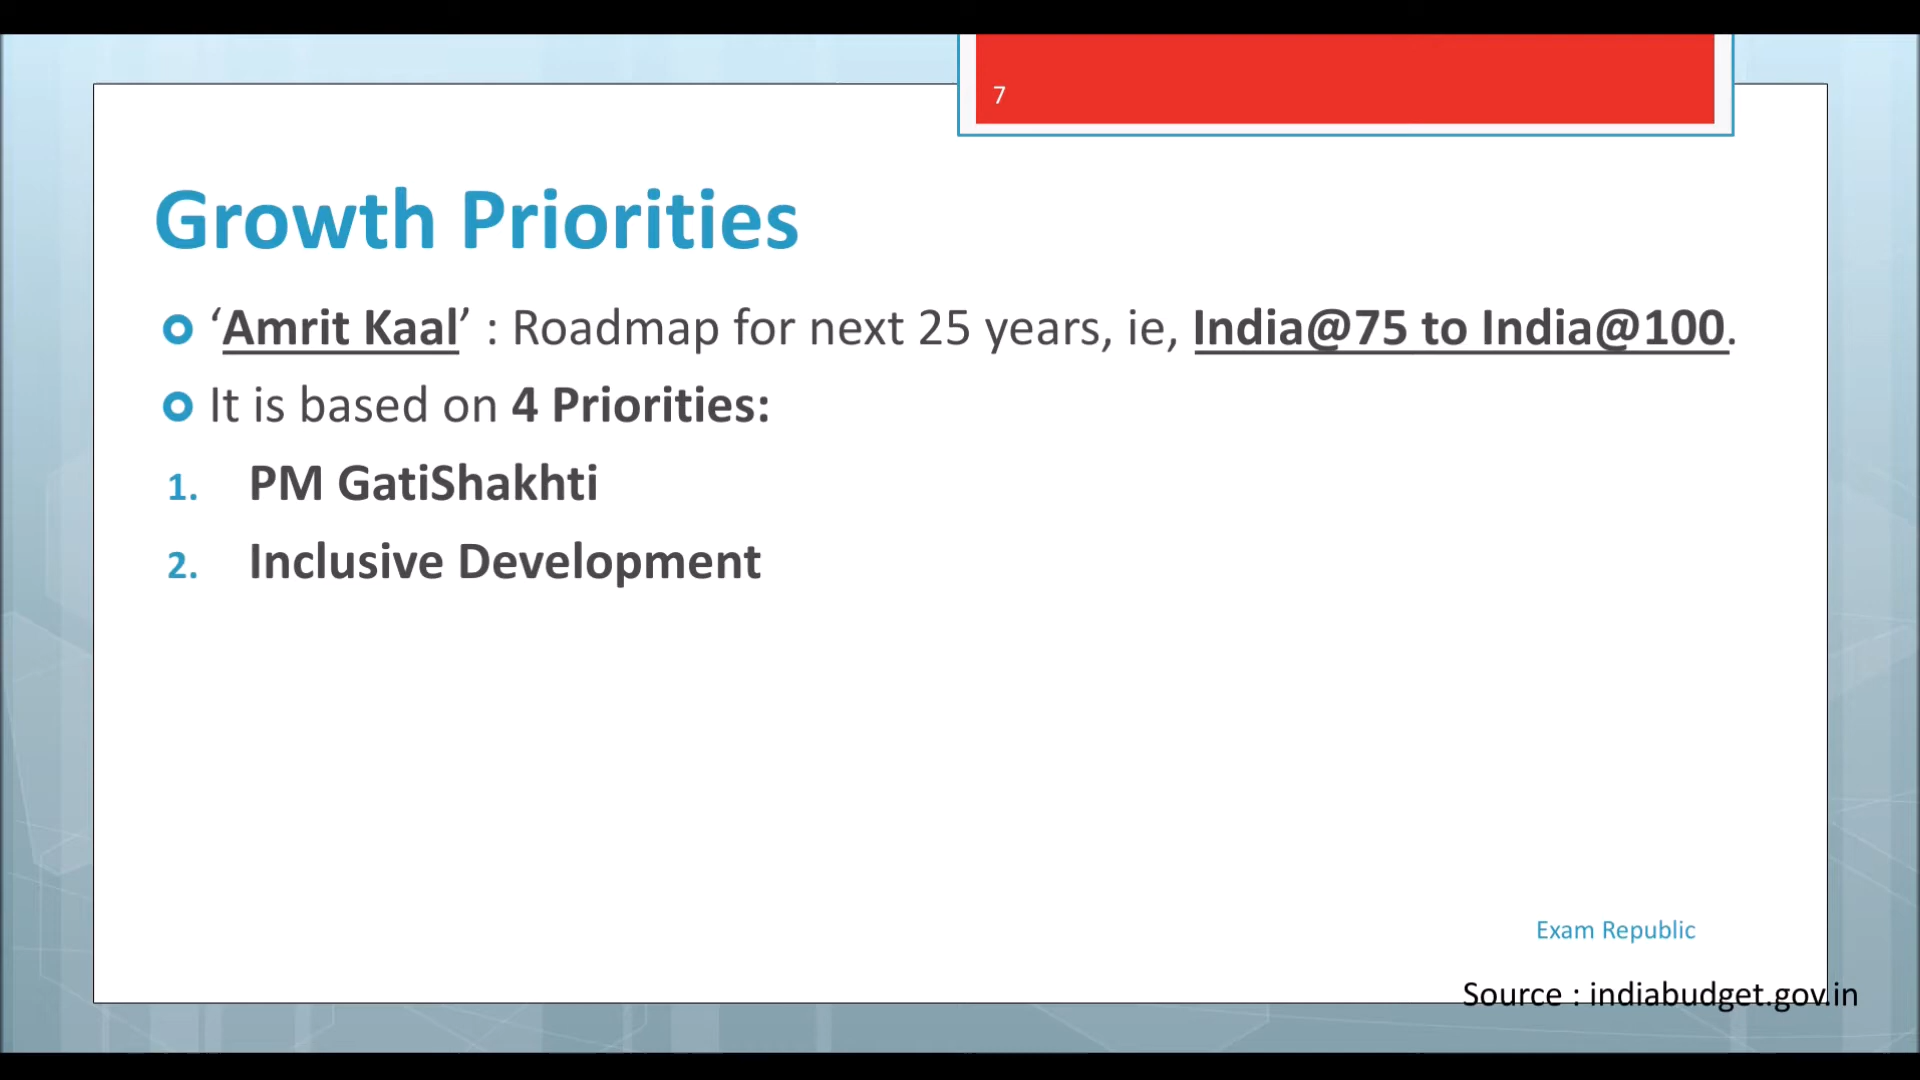 7
Growth Priorities
‘Amrit Kaal’ : Roadmap for next 25 years, ie, India@75 to India@100.
It is based on 4 Priorities:
1. PM GatiShakhti
2. Inclusive Development
Exam Republic
Source : indiabudget.gov.in